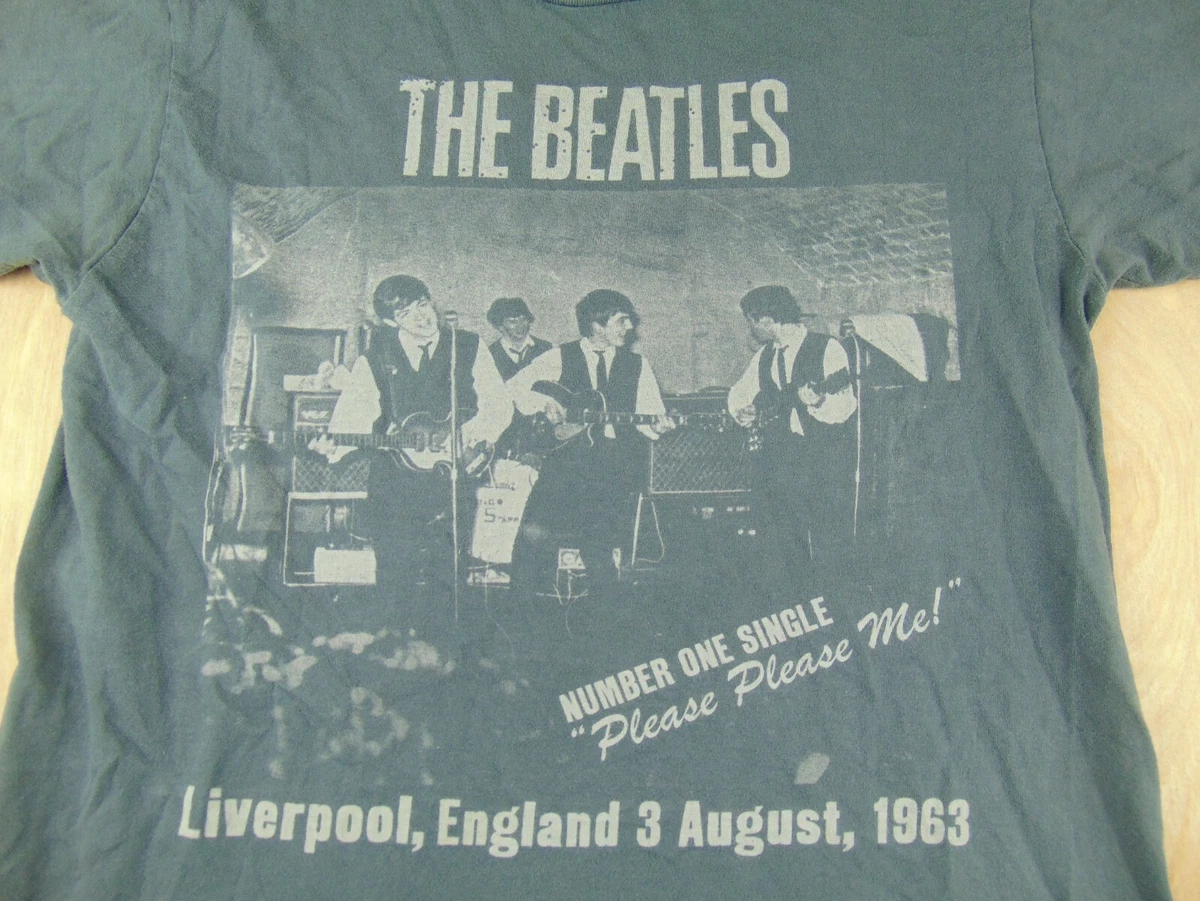 THE BEATLES
NUMBER ONE SINGLE
"Please Please Me!"
Liverpool, England 3 August, 1963